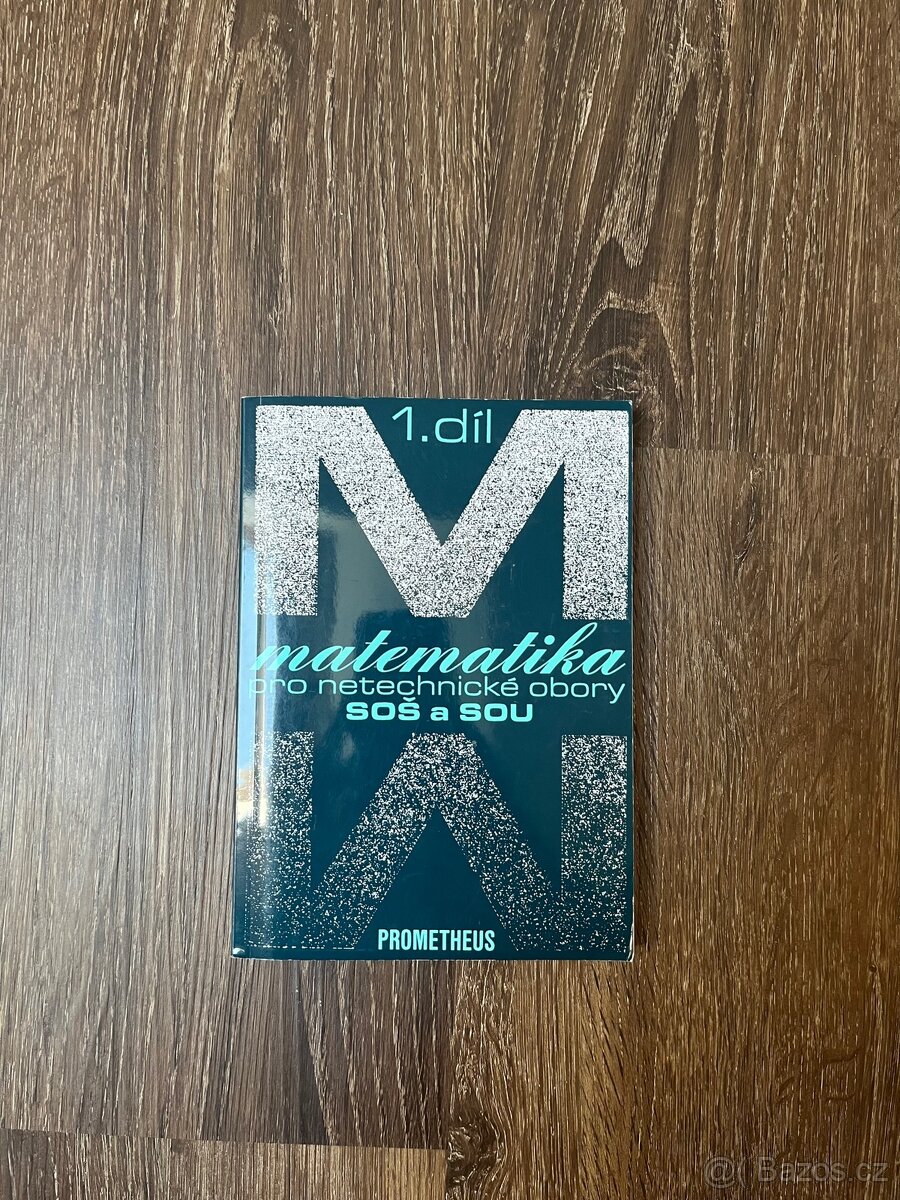 1.díl
M
matematika
pro netechnické obory
SOŠ a SOU
PROMETHEUS
@( Bazos.cz